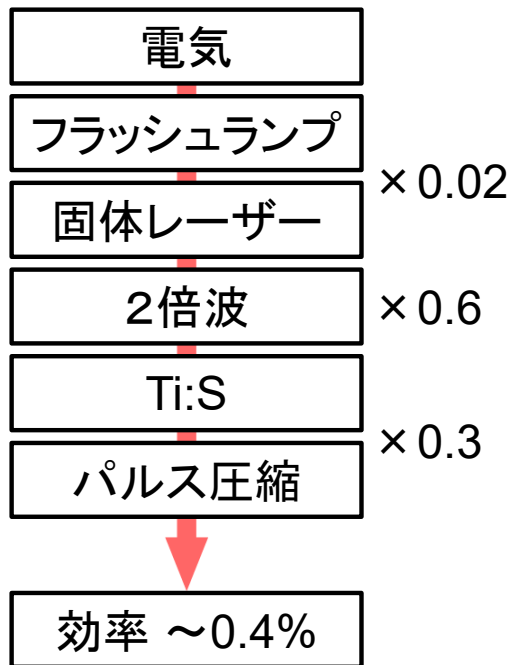 電気
フラッシュランプ
×0.02
固体レーザー
2倍波
×0.6
Ti:S
×0.3
パルス圧縮
効率 ～0.4%